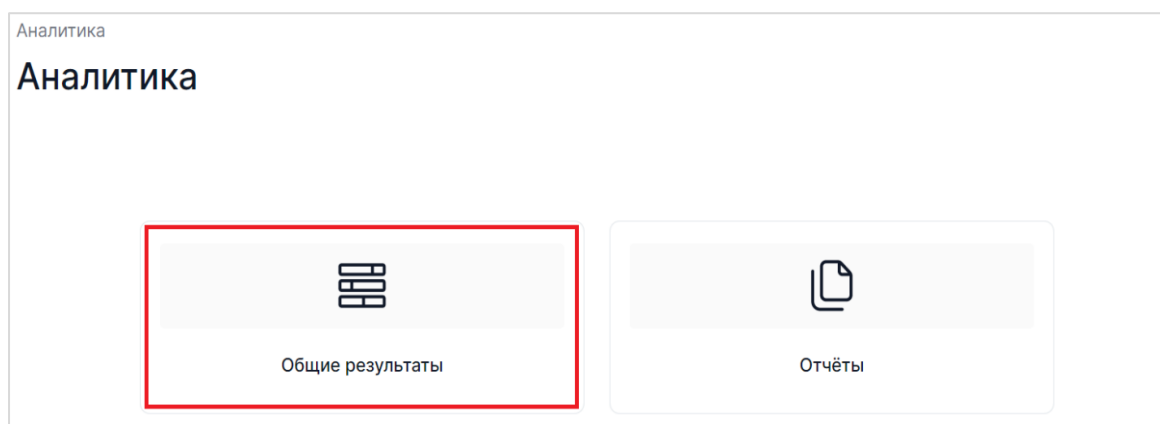 Аналитика
Аналитика
Общие результаты
Отчёты